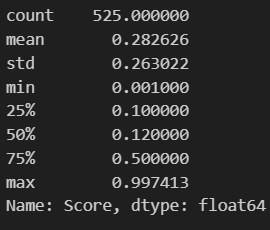 count    525.000000
mean       0.282626
std        0.263022
min        0.001000
25%        0.100000
50%        0.120000
75%        0.500000
max        0.997413
Name: Score, dtype: float64